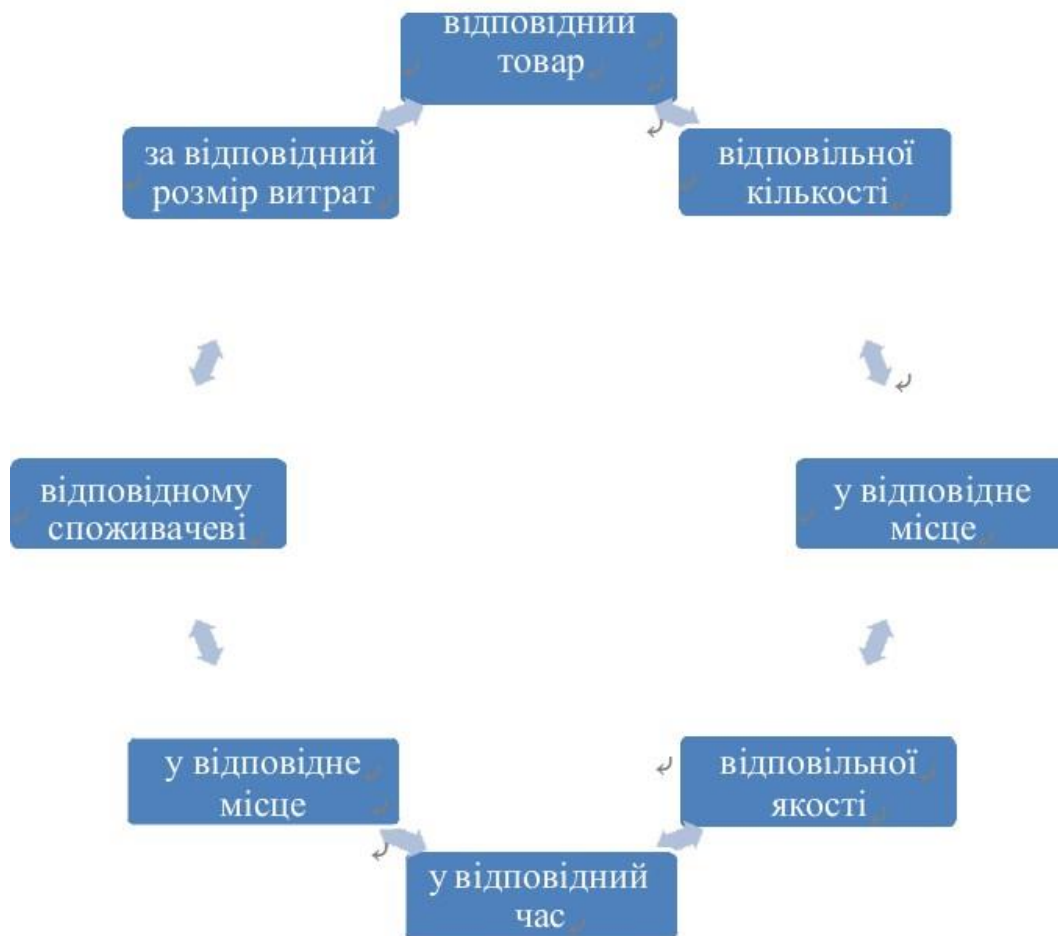 відповідний
товар
за відповідний
розмір витрат
відповільної
кількості
відповідному
споживачеві
у відповідне
місце
у відповідне
місце
відповільної
якості
у відповідний
час